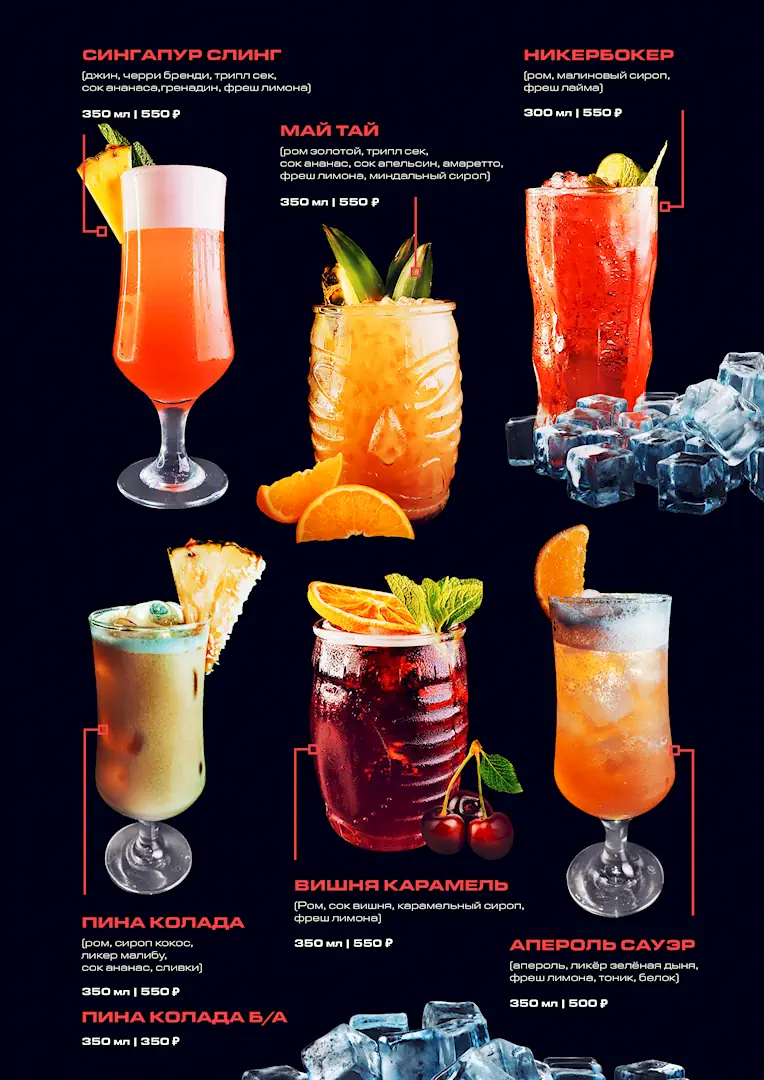 СИНГАПУР СЛИНГ
(джин, черри бренди, трипл сек,
сок ананаса,гренадин, фреш лимона)
350 мл | 550 ₽
НИКЕРБОКЕР
(ром, малиновый сироп,
фреш лайма)
300 мл | 550 ₽
МАЙ ТАЙ
(ром золотой, трипл сек,
сок ананас, сок апельсин, амаретто,
фреш лимона, миндальный сироп)
350 мл | 550 ₽
ПИНА КОЛАДА
(ром, сироп кокос,
ликер малибу,
сок ананас, сливки)
350 мл | 550 ₽
ПИНА КОЛАДА Б/А
350 мл | 350 ₽
ВИШНЯ КАРАМЕЛЬ
(Ром, сок вишня, карамельный сироп,
фреш лимона)
350 мл | 550 ₽
АПЕРОЛЬ САУЭР
(апероль, ликёр зелёная дыня,
фреш лимона, тоник, белок)
350 мл | 500 ₽